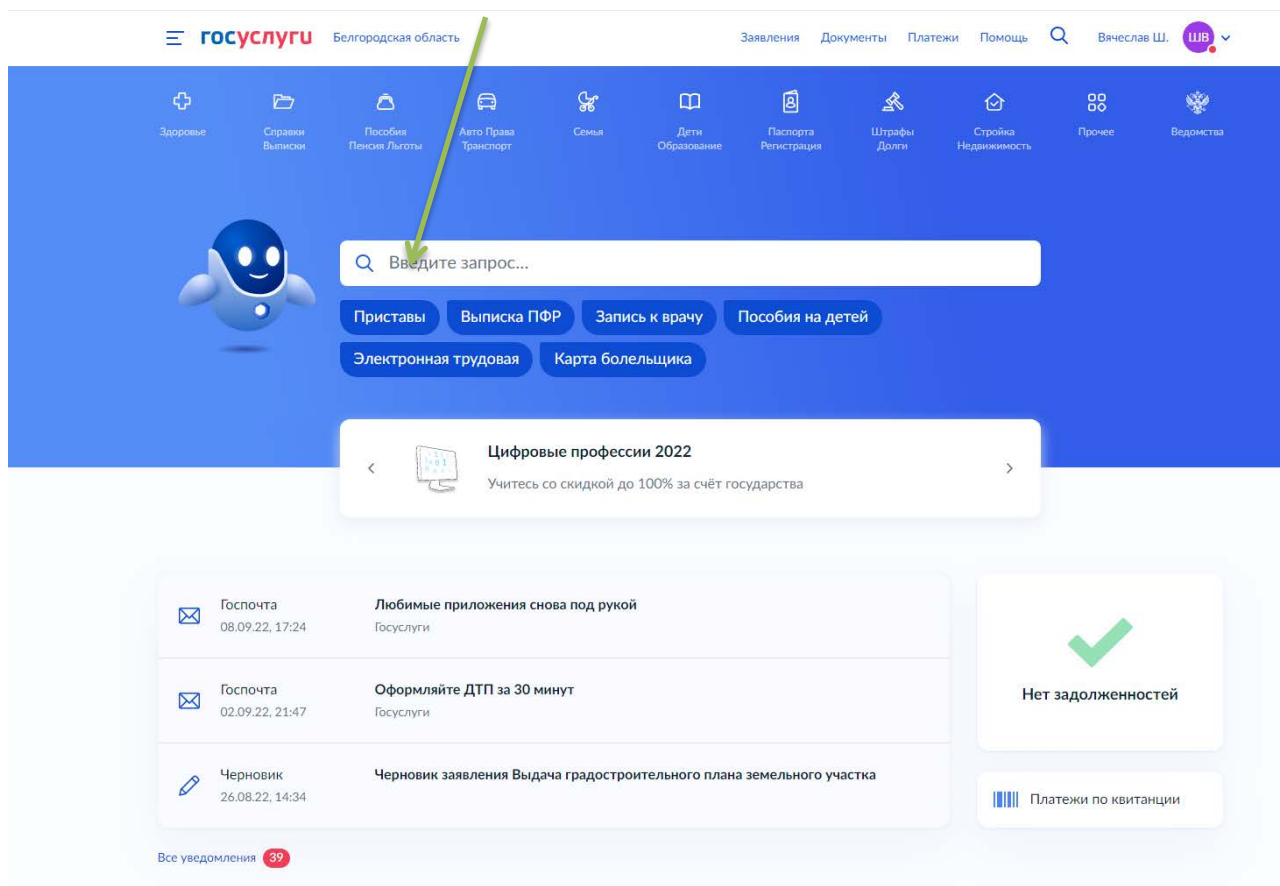 госуслуги Белгородская область Заявления Документы Платежи Помощь Вячеслав Ш. ШВ
Здоровье Справки Выписки Пособия Пенсия Льготы Авто Права Транспорт Семья Дети Образование Паспорта Регистрация Штрафы Долги Стройка Недвижимость Прочее Ведомства
Введите запрос...
Приставы Выписка ПФР Запись к врачу Пособия на детей
Электронная трудовая Карта болельщика
Цифровые профессии 2022
Учитесь со скидкой до 100% за счёт государства
Госпочта Любимые приложения снова под рукой
08.09.22, 17:24 Госуслуги
Госпочта Оформляйте ДТП за 30 минут
02.09.22, 21:47 Госуслуги
Нет задолженностей
Черновик Черновик заявления Выдача градостроительного плана земельного участка
26.08.22, 14:34
Платежи по квитанции
Все уведомления 39